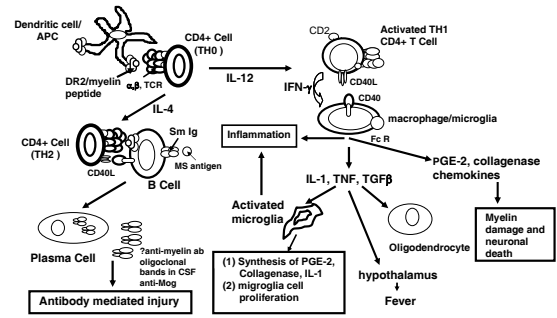 Dendritic cell/
APC
CD4+ Cell
(TH0)
DR2/myelin
peptide
α,β, TCR
IL-12
IL-4
CD2
Activated TH1
CD4+ T Cell
CD40L
IFN-γ
CD40
macrophage/microglia
Fc R
CD4+ Cell
(TH2)
Sm Ig
MS antigen
CD40L
B Cell
Inflammation
PGE-2, collagenase
chemokines
IL-1, TNF, TGFβ
Activated
microglia
Oligodendrocyte
Myelin
damage and
neuronal
death
Plasma Cell
?anti-myelin ab
oligoclonal
bands in CSF
anti-Mog
(1) Synthesis of PGE-2,
Collagenase, IL-1
(2) migroglia cell
proliferation
hypothalamus
Fever
Antibody mediated injury